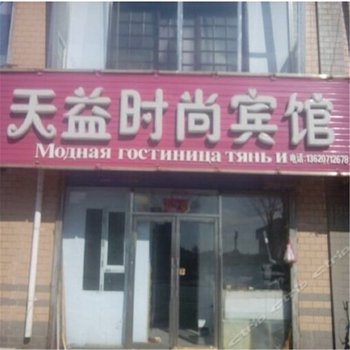 天益时尚宾馆
Модная гостиница тянь и 电话:13620712678